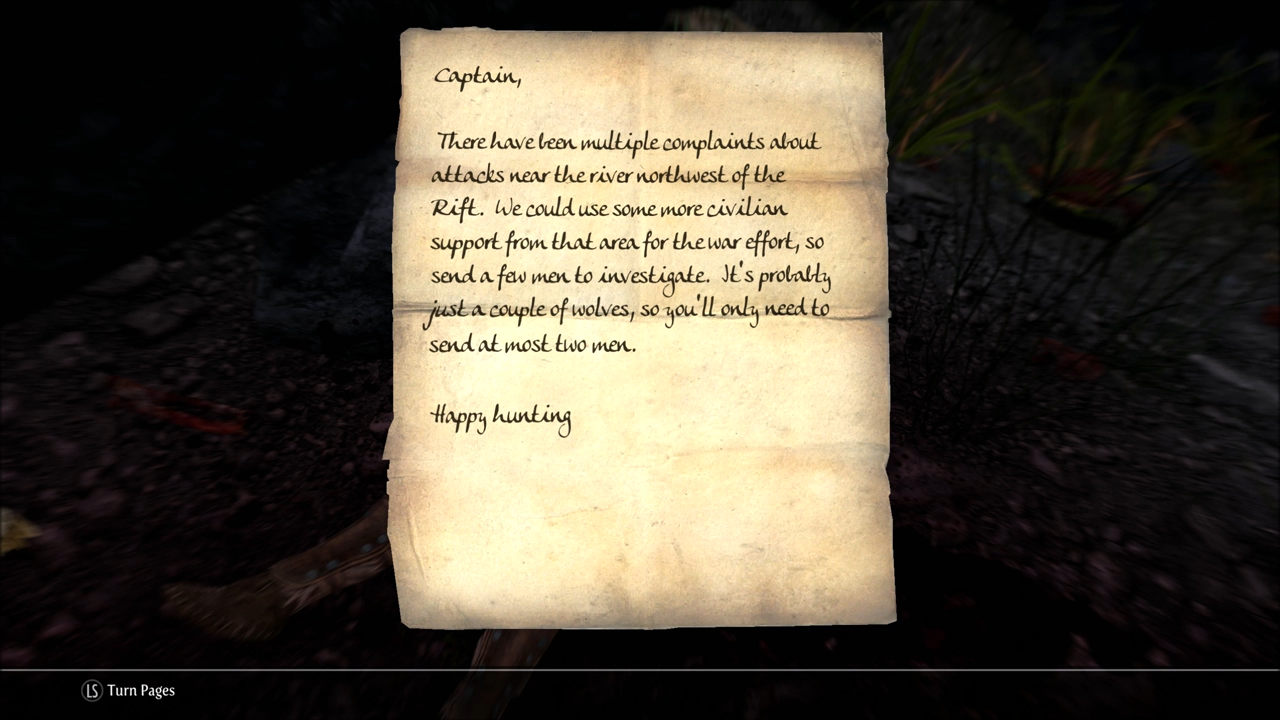 Captain,
There have been multiple complaints about
attacks near the river northwest of the
Rift. We could use some more civilian
support from that area for the war effort, so
send a few men to investigate. It's probably
just a couple of wolves, so you'll only need to
send at most two men.
Happy hunting
LS Turn Pages